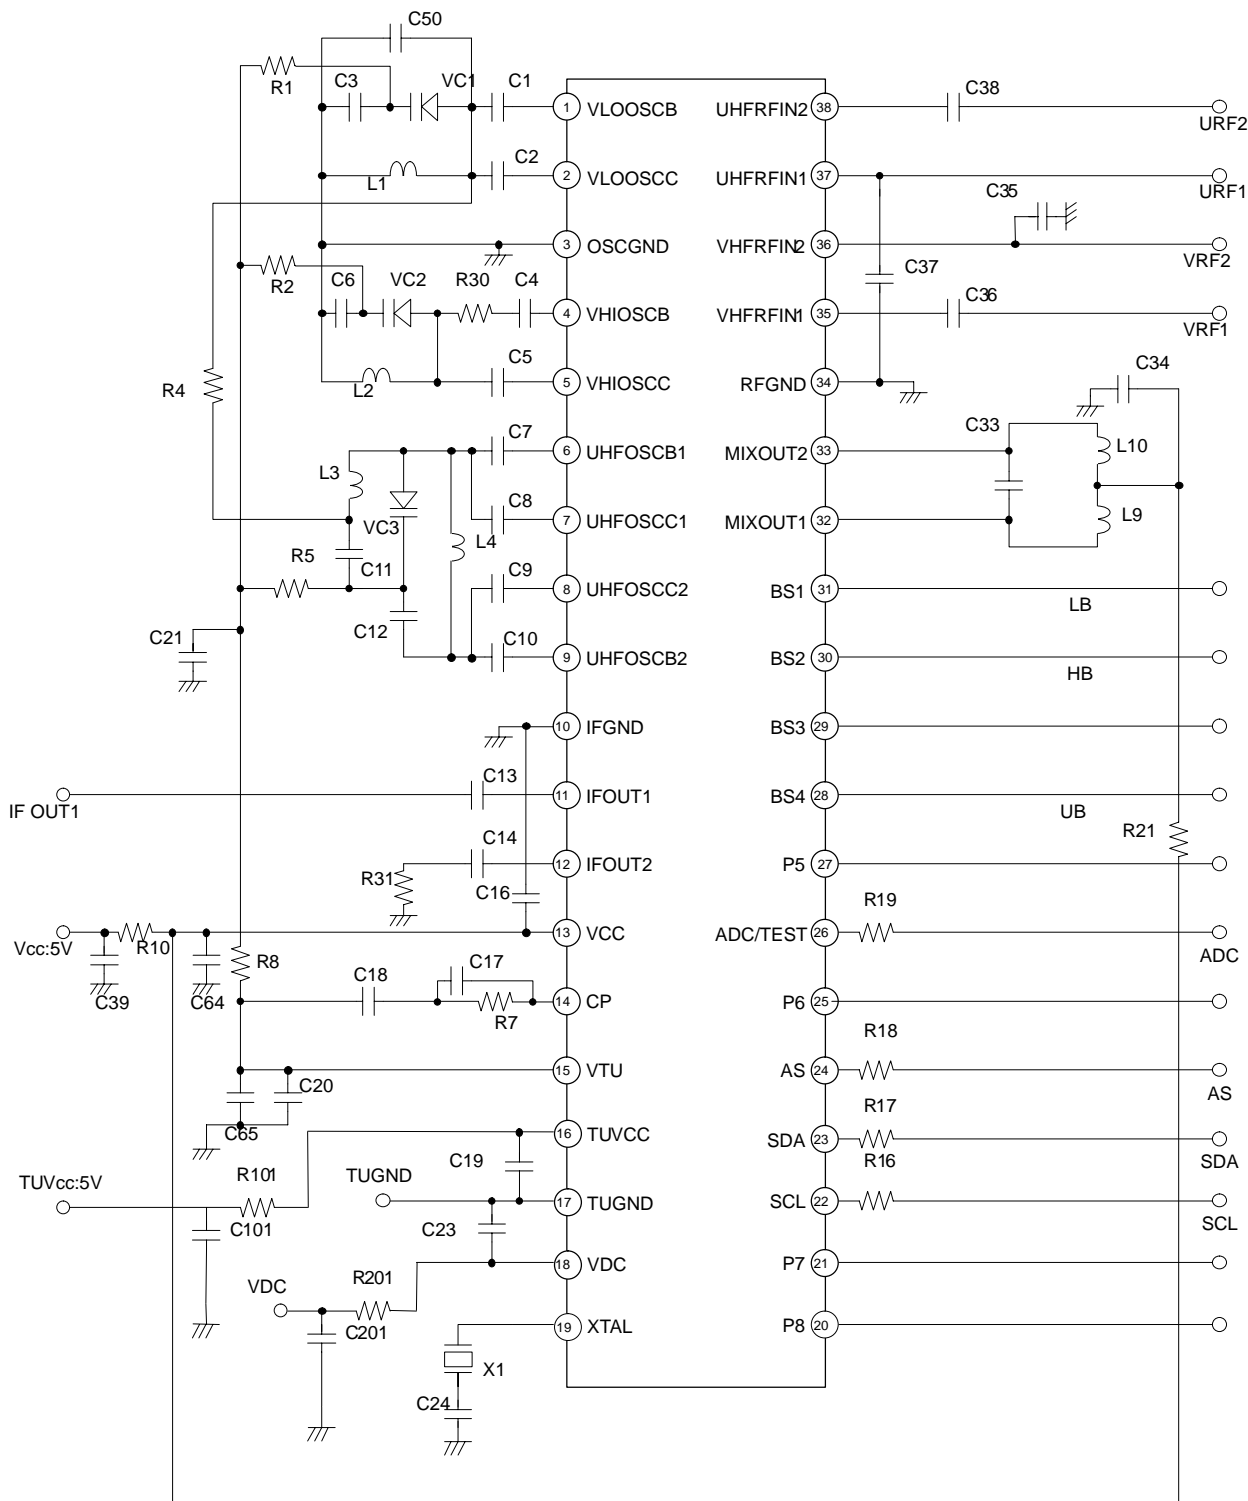 C50
R1
C3
VC1
C1
1
VLOOSCB
UHFRFIN2
38
C38
URF2
L1
C2
2
VLOOSCC
UHFRFIN1
37
URF1
C35
3
OSCGND
VHFRFIN2
36
VRF2
R2
C6
VC2
R30
C4
4
VHIOSCB
VHFRFIN1
35
C37
C36
VRF1
R4
L2
C5
5
VHIOSCC
RFGND
34
C34
C7
6
UHFOSCB1
MIXOUT2
33
C33
L10
L3
VC3
C8
7
UHFOSCC1
MIXOUT1
32
L9
L4
R5
C11
C9
8
UHFOSCC2
BS1
31
LB
C21
C12
C10
9
UHFOSCB2
BS2
30
HB
10
IFGND
BS3
29
IF OUT1
C13
11
IFOUT1
BS4
28
UB
R21
C14
R31
12
IFOUT2
P5
27
C16
R19
Vcc:5V
R10
13
VCC
ADC/TEST
26
ADC
C39
C64
R8
C18
C17
R7
14
CP
P6
25
R18
C20
15
VTU
AS
24
AS
C65
R17
16
TUVCC
SDA
23
SDA
R16
TUVcc:5V
R101
C101
TUGND
C19
17
TUGND
SCL
22
SCL
C23
VDC
R201
18
VDC
P7
21
C201
19
XTAL
P8
20
X1
C24